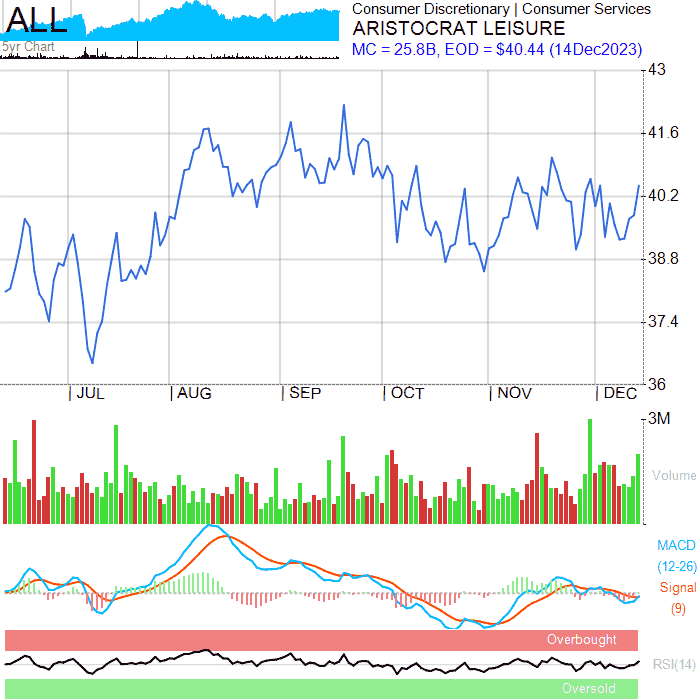 ALL
5yr Chart
Consumer Discretionary | Consumer Services
ARISTOCRAT LEISURE
MC = 25.8B, EOD = $40.44 (14Dec2023)
43
41.6
40.2
38.8
37.4
36
JUL
AUG
SEP
OCT
NOV
DEC
3M
Volume
MACD
(12-26)
Signal
(9)
Overbought
RSI(14)
Oversold